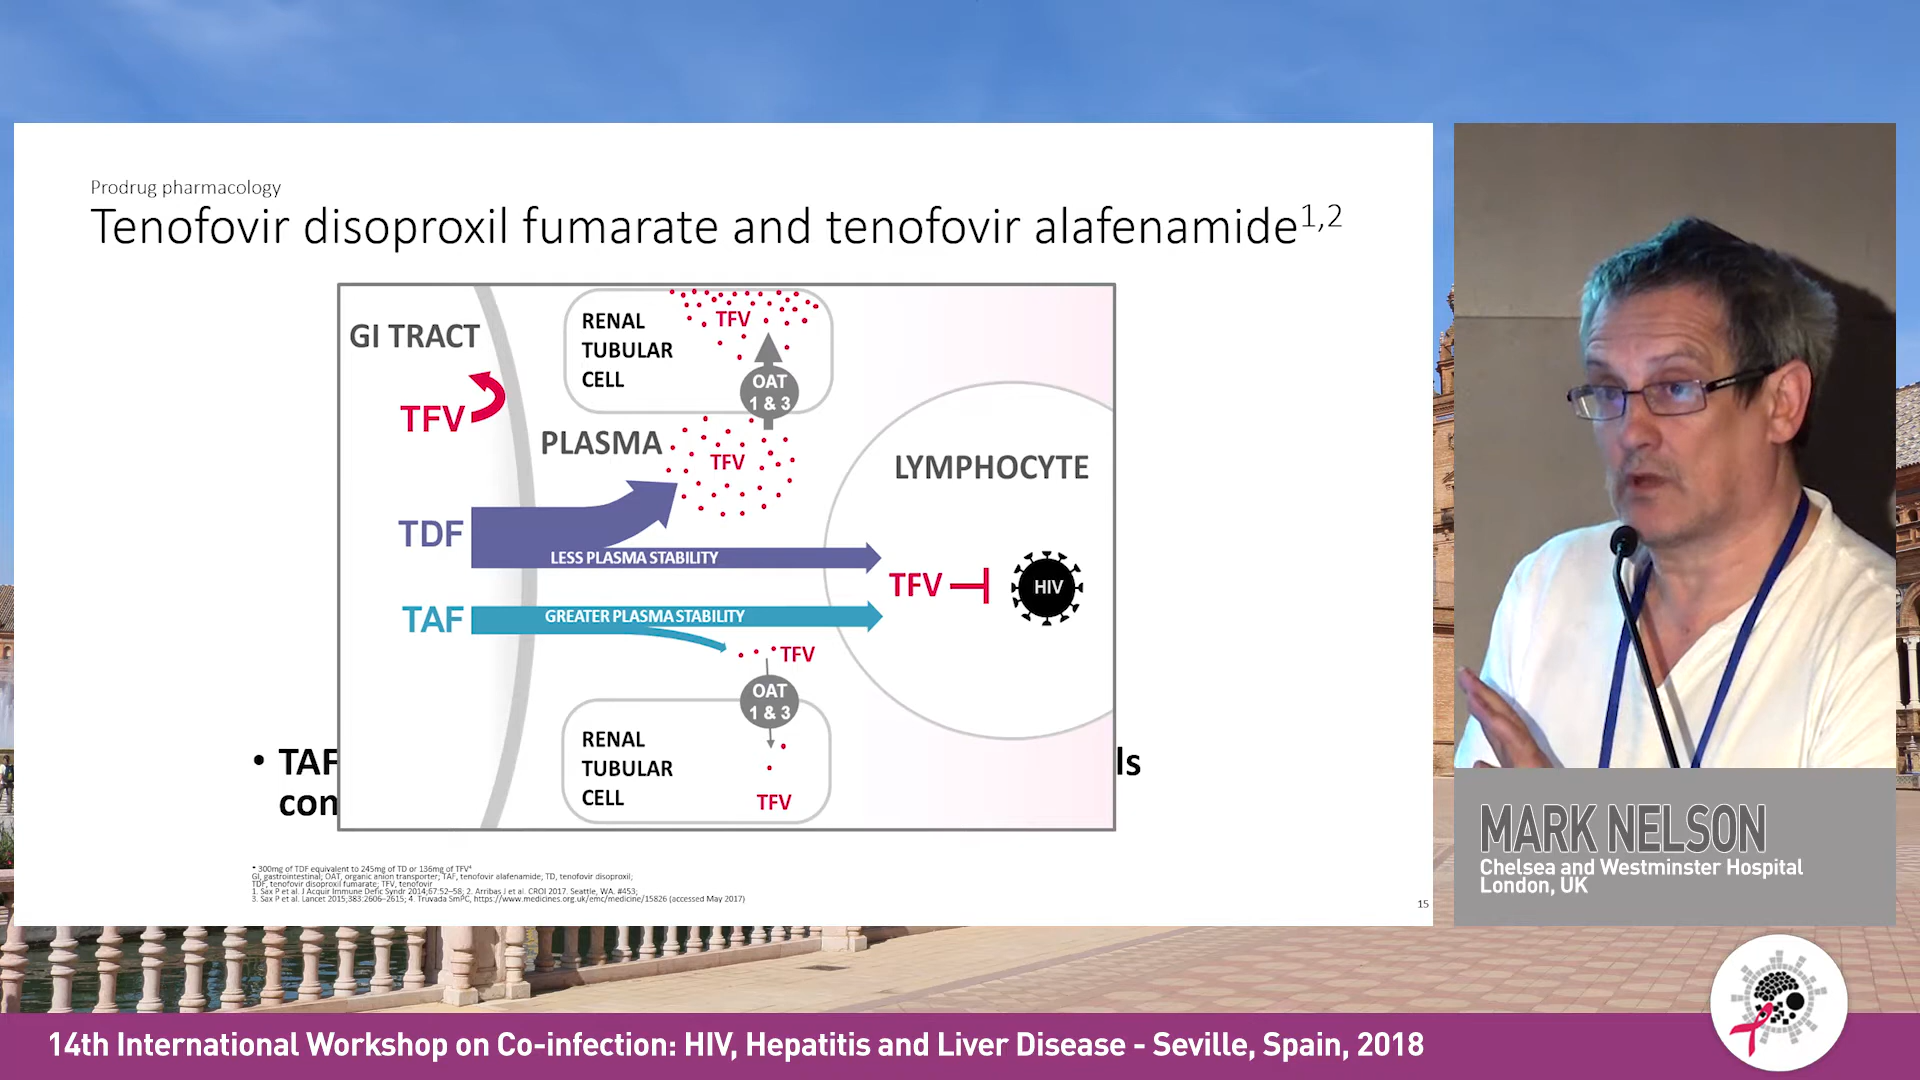 Prodrug pharmacology
Tenofovir disoproxil fumarate and tenofovir alafenamide1,2
GI TRACT
TFV
TDF
TAF
RENAL
TUBULAR
CELL
TFV
OAT
1 & 3
PLASMA
TFV
LESS PLASMA STABILITY
GREATER PLASMA STABILITY
TFV
OAT
1 & 3
RENAL
TUBULAR
CELL
TFV
LYMPHOCYTE
TFV
HIV
• TAF
ls
con
* 300mg of TDF equivalent to 245mg of TD or 136mg of TFV4
GI, gastrointestinal; OAT, organic anion transporter; TAF, tenofovir alafenamide; TD, tenofovir disoproxil;
TDF, tenofovir disoproxil fumarate; TFV, tenofovir
1. Sax P et al. J Acquir Immune Defic Syndr 2014;67:52–58; 2. Arribas J et al. CROI 2017. Seattle, WA. #453;
3. Sax P et al. Lancet 2015;383:2606–2615; 4. Truvada SmPC, https://www.medicines.org.uk/emc/medicine/15826 (accessed May 2017)
15
MARK NELSON
Chelsea and Westminster Hospital
London, UK
14th International Workshop on Co-infection: HIV, Hepatitis and Liver Disease - Seville, Spain, 2018